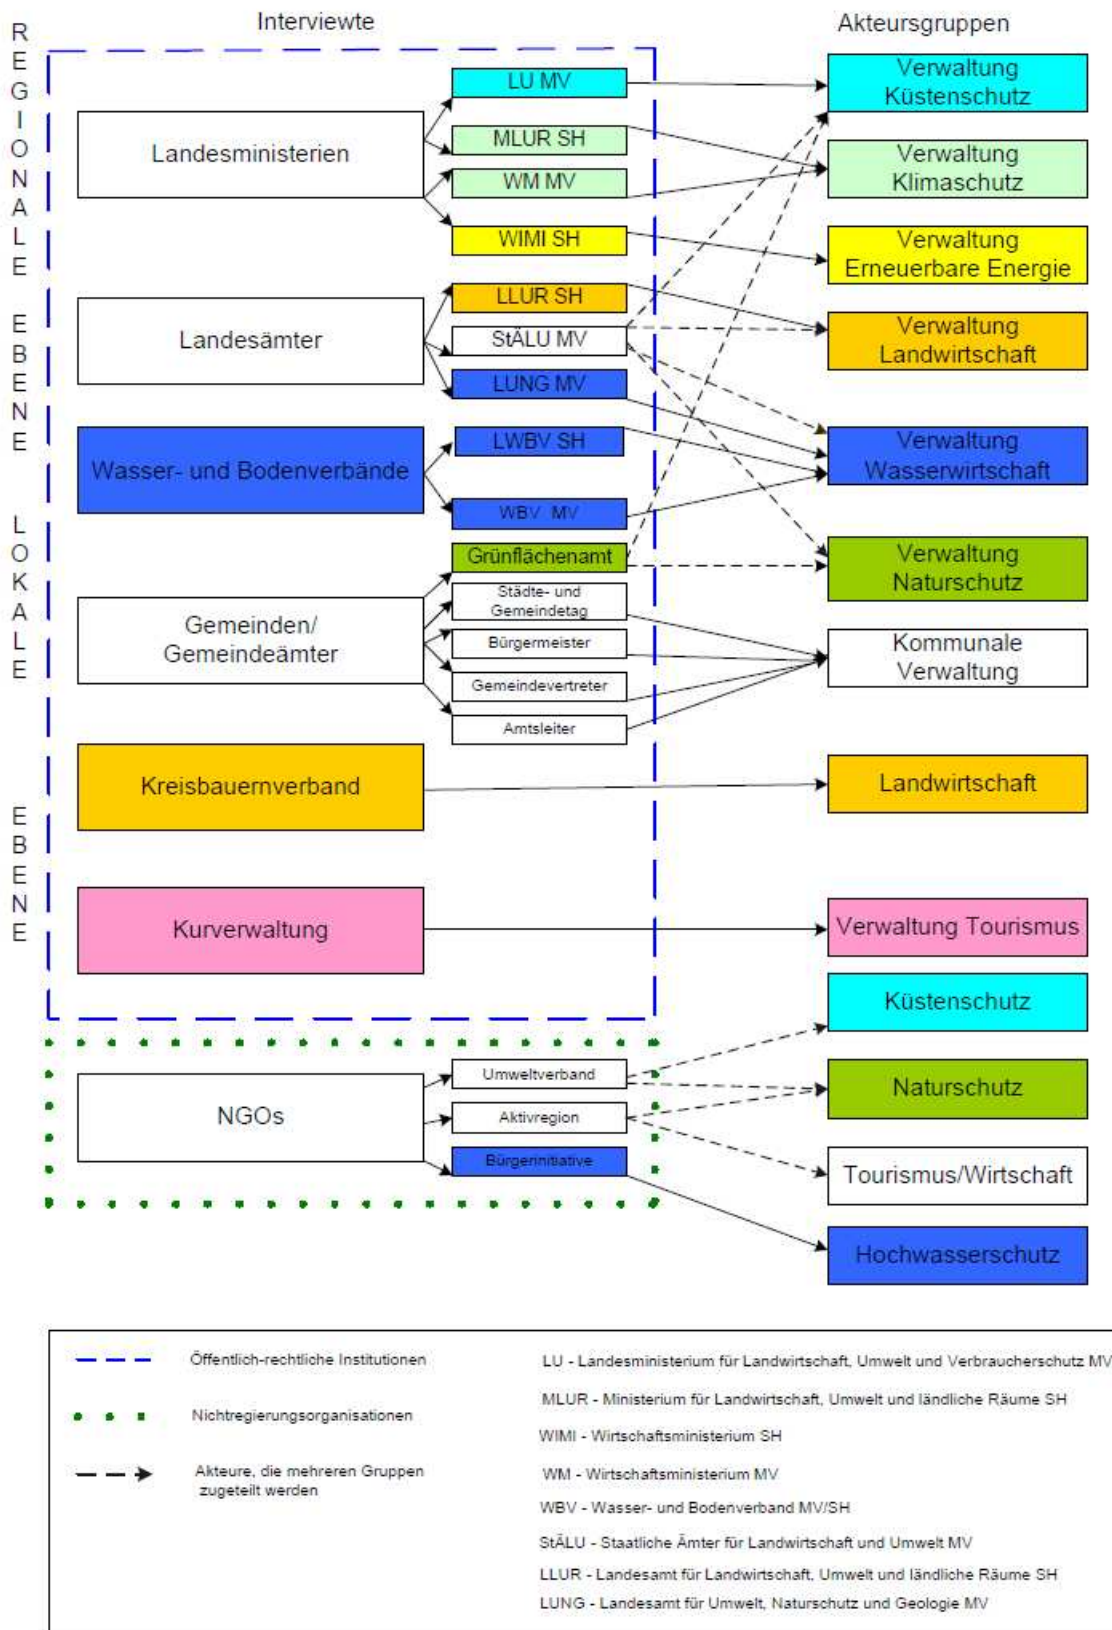 Interviewte
Akteursgruppen
REGIONALE EBENE
LOKALE EBENE
Landesministerien
LU MV
MLUR SH
WM MV
WIMI SH
Landesämter
LLUR SH
StÄLU MV
LUNG MV
Wasser- und Bodenverbände
LWBV SH
WBV MV
Gemeinden/
Gemeindeämter
Grünflächenamt
Städte- und
Gemeindetag
Bürgermeister
Gemeindevertreter
Amtsleiter
Kreisbauernverband
Kurverwaltung
NGOs
Umweltverband
Aktivregion
Bürgerinitiative
Verwaltung
Küstenschutz
Verwaltung
Klimaschutz
Verwaltung
Erneuerbare Energie
Verwaltung
Landwirtschaft
Verwaltung
Wasserwirtschaft
Verwaltung
Naturschutz
Kommunale
Verwaltung
Landwirtschaft
Verwaltung Tourismus
Küstenschutz
Naturschutz
Tourismus/Wirtschaft
Hochwasserschutz
Öffentlich-rechtliche Institutionen
Nichtregierungsorganisationen
Akteure, die mehreren Gruppen
zugeteilt werden
LU - Landesministerium für Landwirtschaft, Umwelt und Verbraucherschutz MV
MLUR - Ministerium für Landwirtschaft, Umwelt und ländliche Räume SH
WIMI - Wirtschaftsministerium SH
WM - Wirtschaftsministerium MV
WBV - Wasser- und Bodenverband MV/SH
StÄLU - Staatliche Ämter für Landwirtschaft und Umwelt MV
LLUR - Landesamt für Landwirtschaft, Umwelt und ländliche Räume SH
LUNG - Landesamt für Umwelt, Naturschutz und Geologie MV